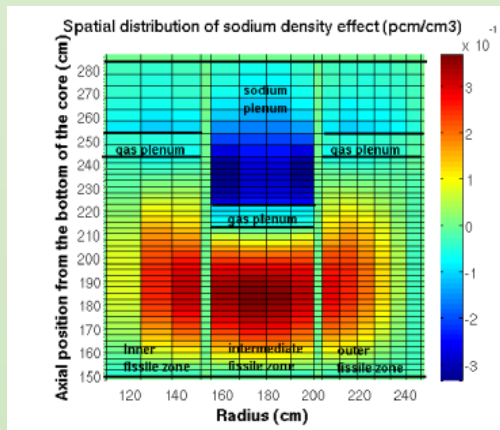 Spatial distribution of sodium density effect (pcm/cm3)
x 10⁻¹
Axial position from the bottom of the core (cm)
280
270
260
250
240
230
220
210
200
190
180
170
160
150
sodium
plenum
gas plenum
gas plenum
gas plenum
inner
fissile zone
intermediate
fissile zone
outer
fissile zone
120 140 160 180 200 220 240
Radius (cm)
3
2
1
0
-1
-2
-3